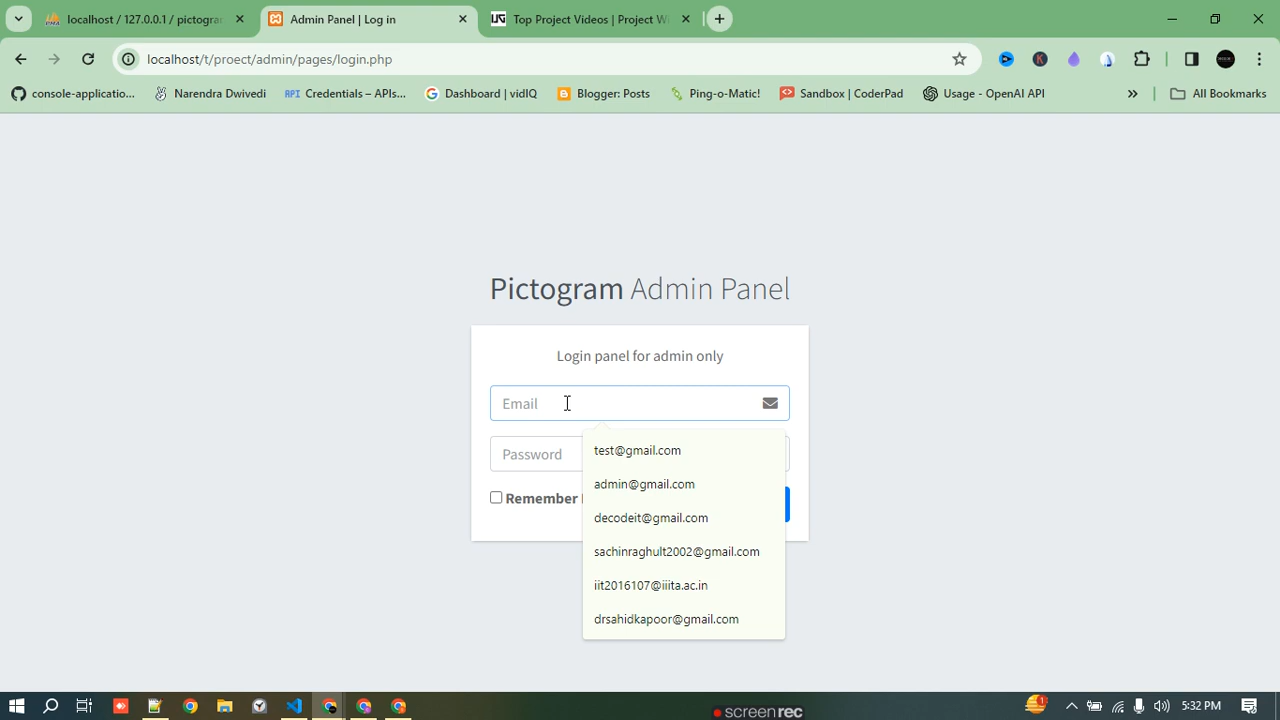 localhost / 127.0.0.1 / pictogra
Admin Panel | Log in
Top Project Videos | Project W
localhost/t/proect/admin/pages/login.php
console-applicatio...
Narendra Dwivedi
API Credentials – APIs...
Dashboard | vidIQ
Blogger: Posts
Ping-o-Matic!
Sandbox | CoderPad
Usage - OpenAI API
All Bookmarks
Pictogram Admin Panel
Login panel for admin only
Email
test@gmail.com
Password
admin@gmail.com
Remember
decodeit@gmail.com
sachinraghult2002@gmail.com
iit2016107@iiita.ac.in
drsahidkapoor@gmail.com
screenrec
5:32 PM